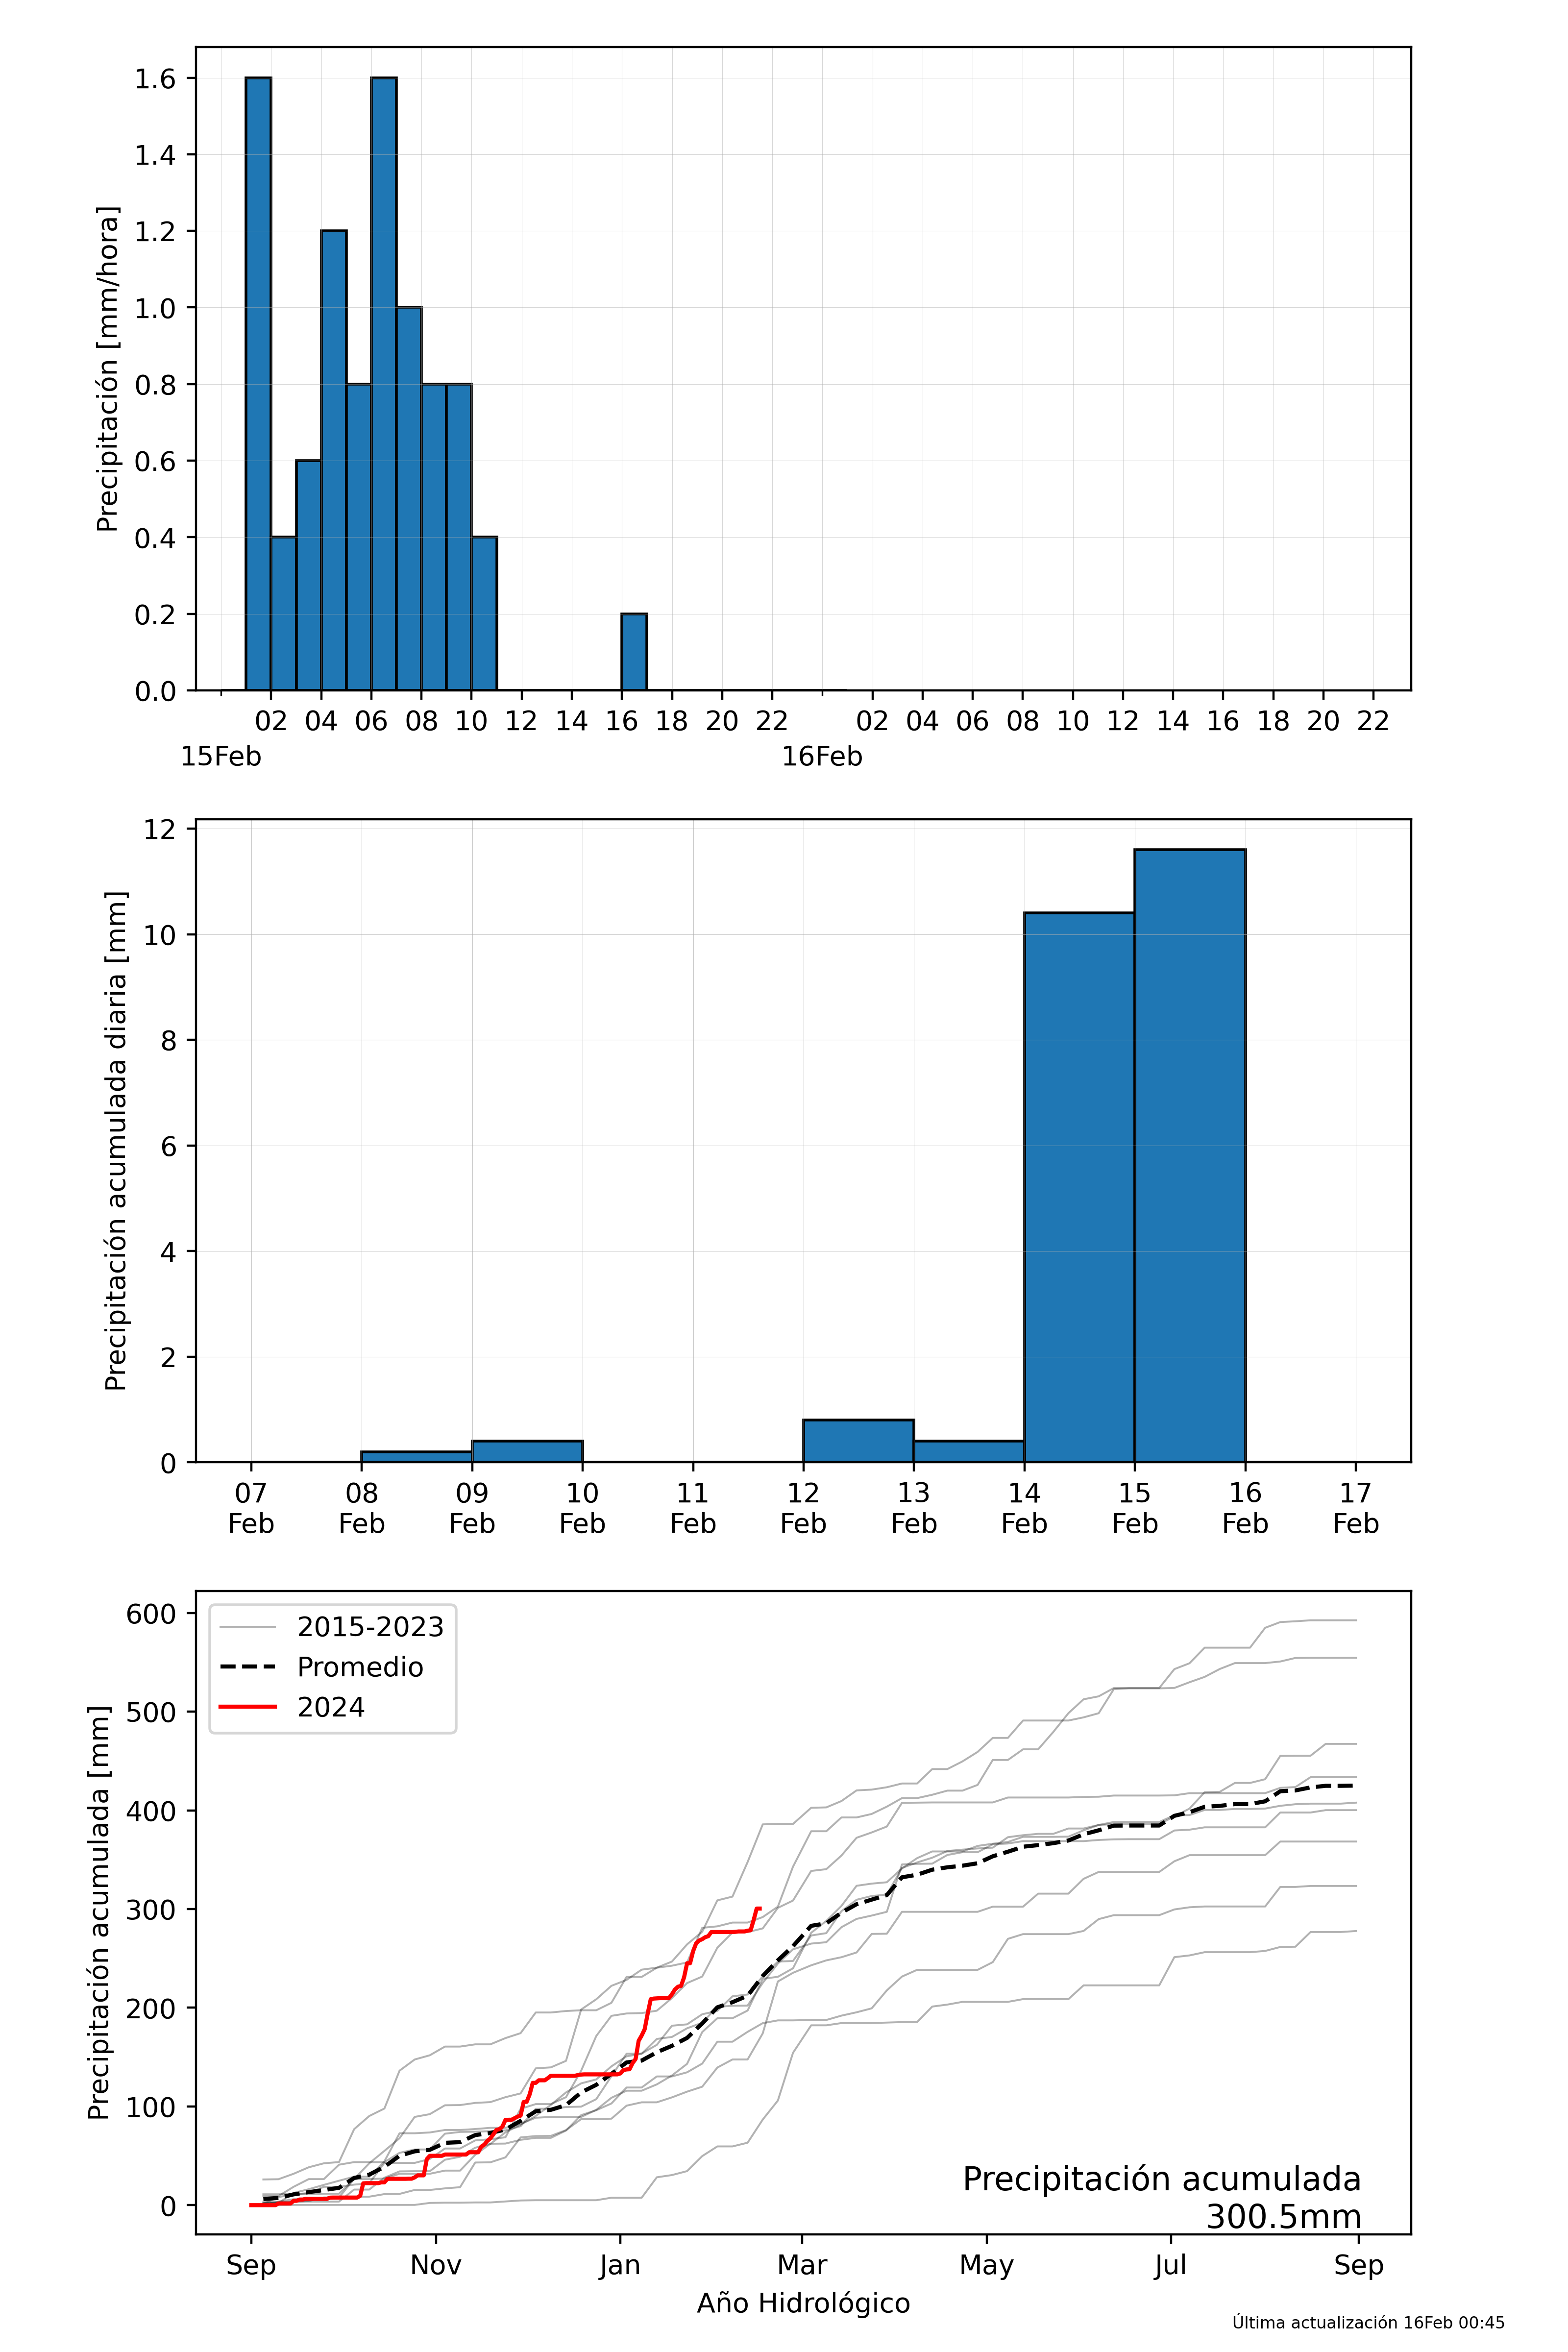 Precipitación [mm/hora]
1.6
1.4
1.2
1.0
0.8
0.6
0.4
0.2
0.0
02 04 06 08 10 12 14 16 18 20 22 02 04 06 08 10 12 14 16 18 20 22
15Feb 16Feb
Precipitación acumulada diaria [mm]
12
10
8
6
4
2
0
07 08 09 10 11 12 13 14 15 16 17
Feb Feb Feb Feb Feb Feb Feb Feb Feb Feb Feb
Precipitación acumulada [mm]
600
500
400
300
200
100
0
2015-2023
Promedio
2024
Precipitación acumulada
300.5mm
Sep Nov Jan Mar May Jul Sep
Año Hidrológico
Última actualización 16Feb 00:45